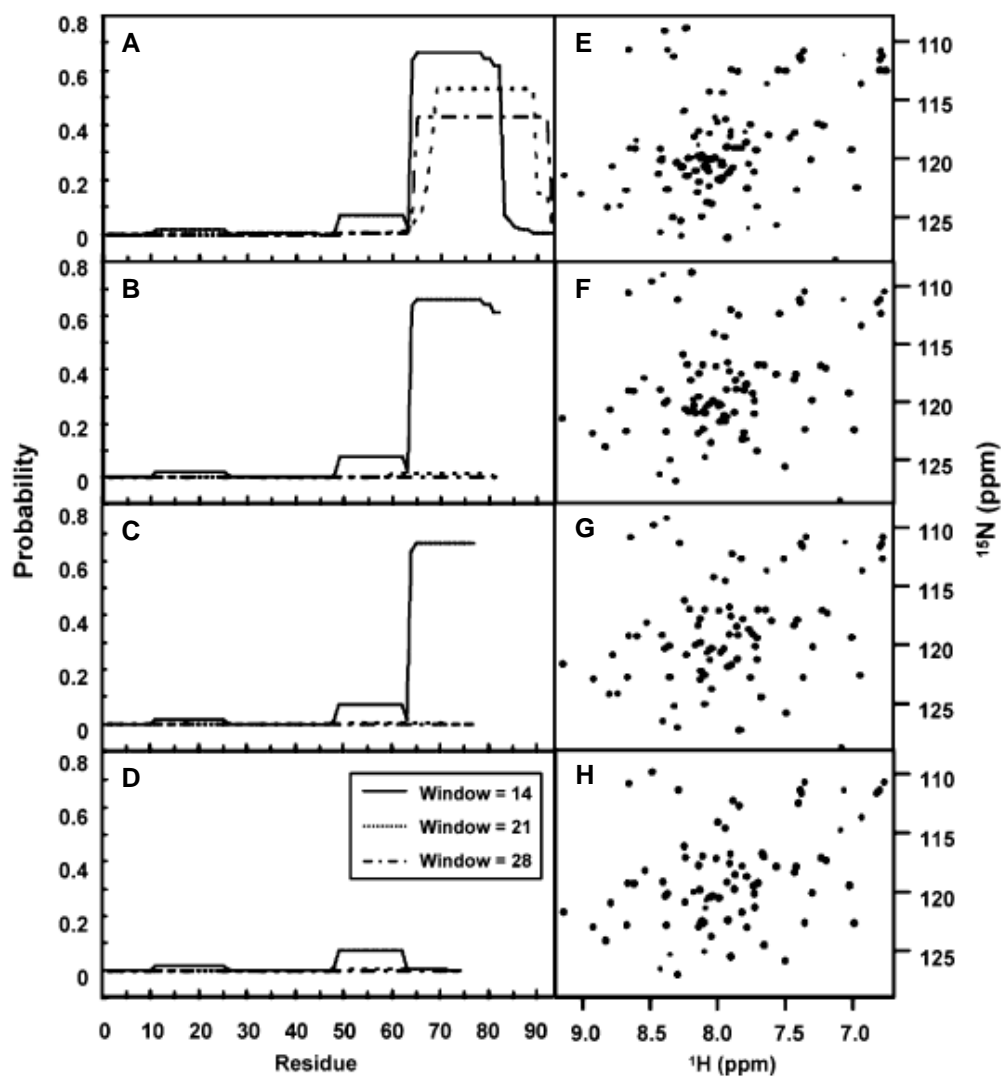 A
0.8
0.6
0.4
0.2
0
B
0.8
0.6
0.4
0.2
0
C
0.8
0.6
0.4
0.2
0
D
0.8
0.6
0.4
0.2
0
Window = 14
Window = 21
Window = 28
0 10 20 30 40 50 60 70 80 90
Residue
Probability
E
110
115
120
125
F
110
115
120
125
G
110
115
120
125
H
110
115
120
125
9.0 8.5 8.0 7.5 7.0
¹H (ppm)
¹⁵N (ppm)